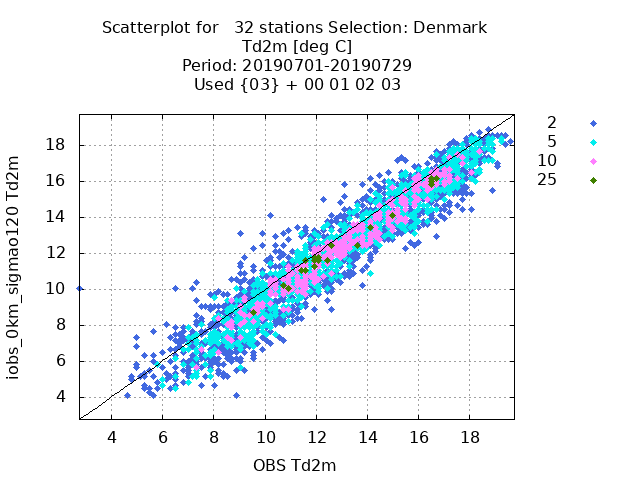 Scatterplot for   32 stations Selection: Denmark
Td2m [deg C]
Period: 20190701-20190729
Used {03} + 00 01 02 03
2
5
10
25
18
16
14
12
10
8
6
4
iobs_0km_sigmao120 Td2m
4 6 8 10 12 14 16 18
OBS Td2m